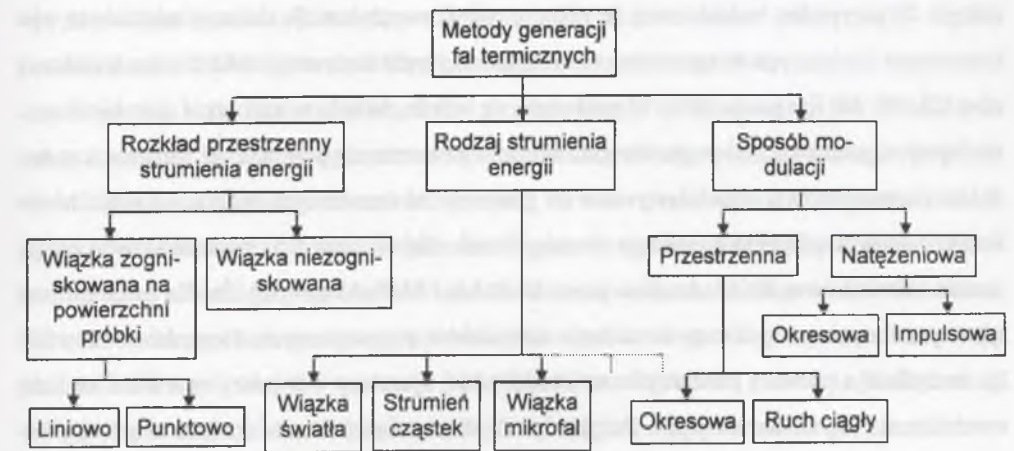 Metody generacji
fal termicznych
Rozkład przestrzenny
strumienia energii
Rodzaj strumienia
energii
Sposób mo-
dulacji
Wiązka zogni-
skowana na
powierzchni
próbki
Wiązka niezogni-
skowana
Przestrzenna
Natężeniowa
Okresowa
Impulsowa
Liniowo
Punktowo
Wiązka
światła
Strumień
cząstek
Wiązka
mikrofal
Okresowa
Ruch ciągły